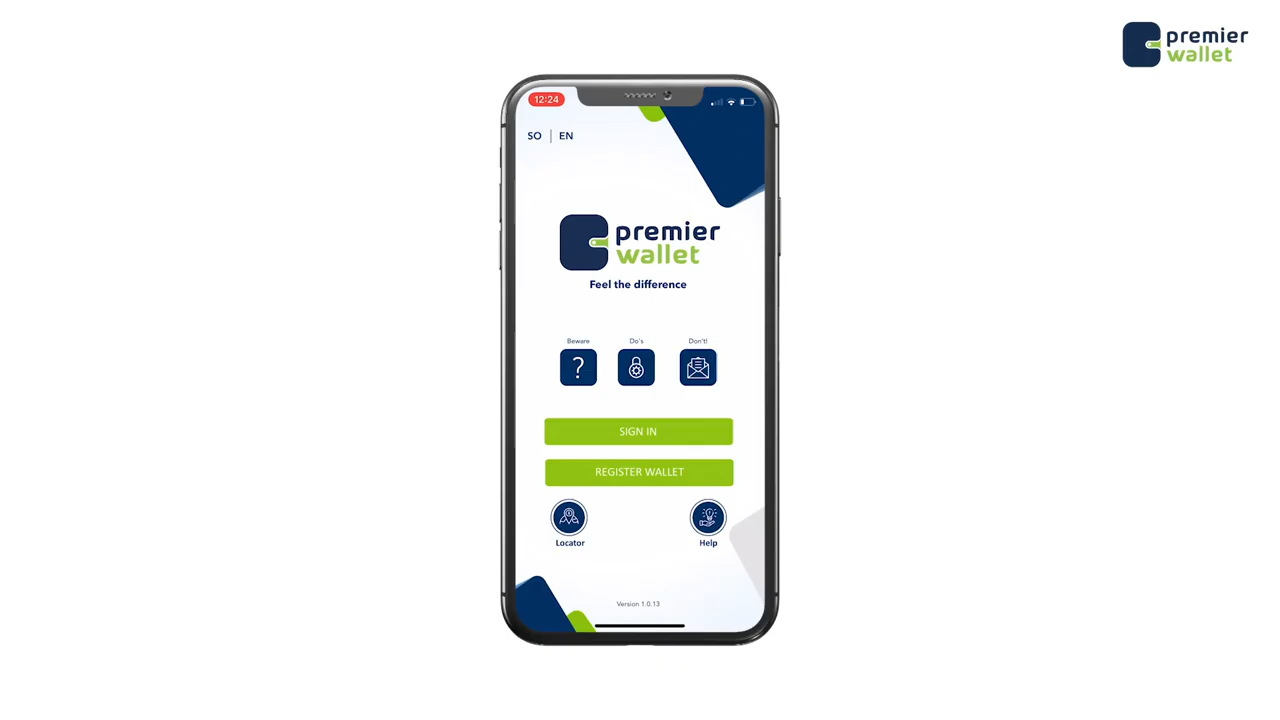 premier
wallet
12:24
SO | EN
premier
wallet
Feel the difference
Beware
Do's
Don't!
?
SIGN IN
REGISTER WALLET
Locator
Help
Version 1.0.13